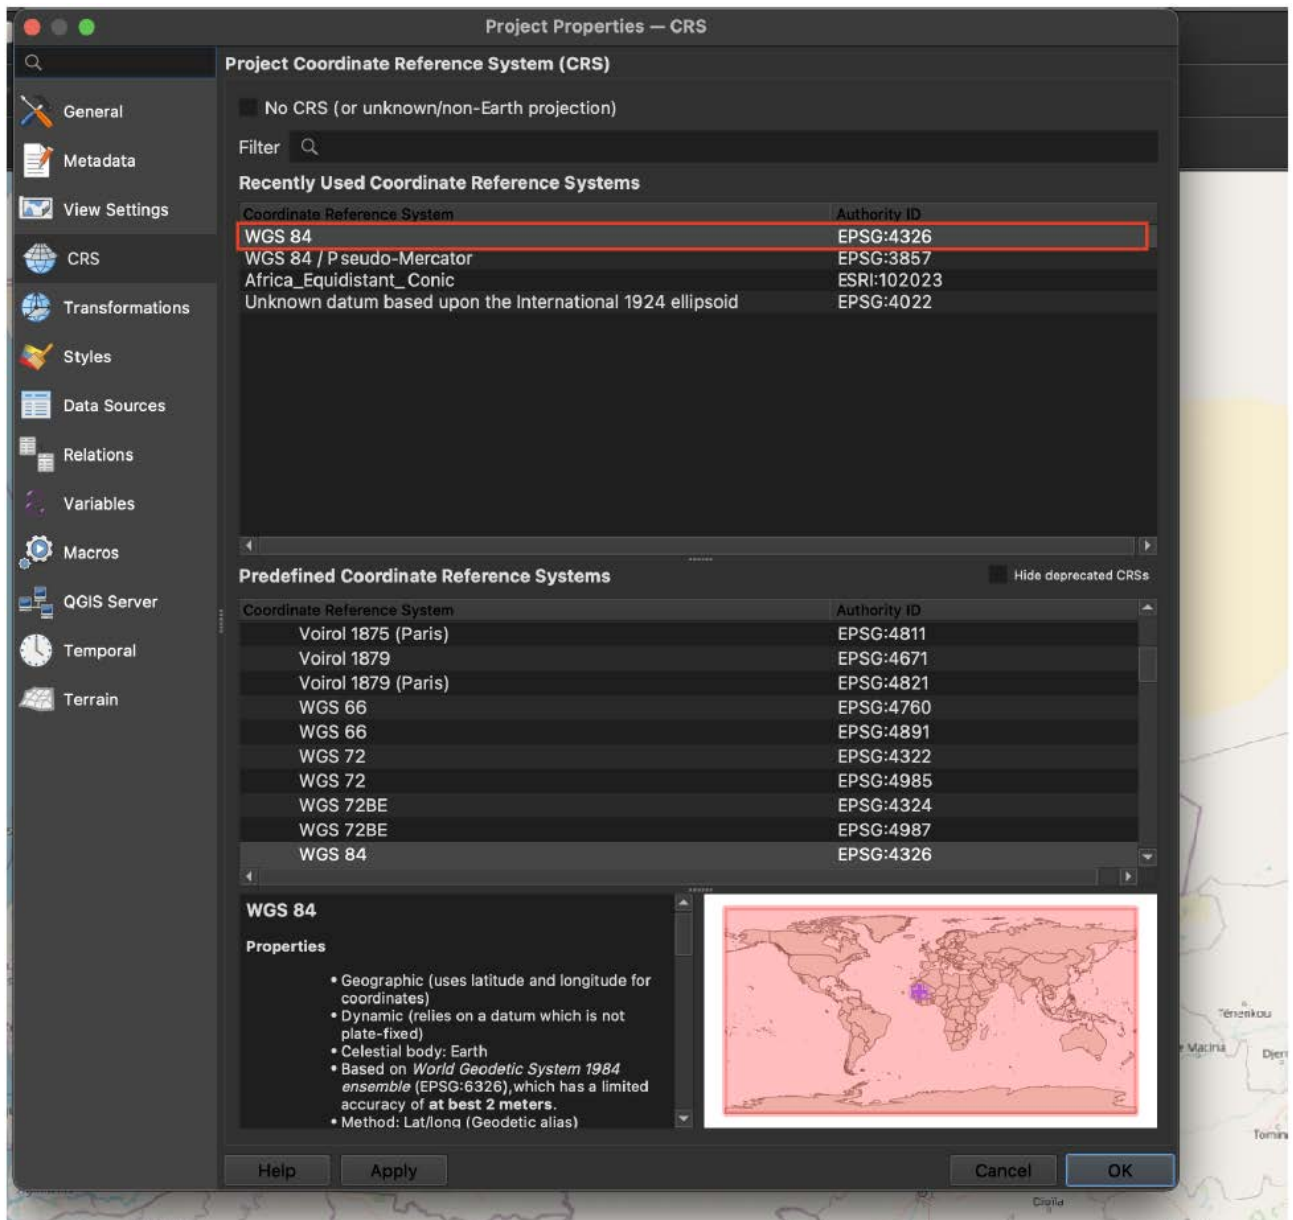 Project Properties — CRS
Project Coordinate Reference System (CRS)
General
Metadata
View Settings
CRS
Transformations
Styles
Data Sources
Relations
Variables
Macros
QGIS Server
Temporal
Terrain
No CRS (or unknown/non-Earth projection)
Filter
Recently Used Coordinate Reference Systems
Coordinate Reference System Authority ID
WGS 84 EPSG:4326
WGS 84 / Pseudo-Mercator EPSG:3857
Africa_Equidistant_Conic ESRI:102023
Unknown datum based upon the International 1924 ellipsoid EPSG:4022
Predefined Coordinate Reference Systems
Hide deprecated CRSs
Coordinate Reference System Authority ID
Voirol 1875 (Paris) EPSG:4811
Voirol 1879 EPSG:4671
Voirol 1879 (Paris) EPSG:4821
WGS 66 EPSG:4760
WGS 66 EPSG:4891
WGS 72 EPSG:4322
WGS 72 EPSG:4985
WGS 72BE EPSG:4324
WGS 72BE EPSG:4987
WGS 84 EPSG:4326
WGS 84
Properties
• Geographic (uses latitude and longitude for
coordinates)
• Dynamic (relies on a datum which is not
plate-fixed)
• Celestial body: Earth
• Based on World Geodetic System 1984
ensemble (EPSG:6326),which has a limited
accuracy of at best 2 meters.
• Method: Lat/long (Geodetic alias)
Help
Apply
Cancel
OK
Ténenkou
Macina